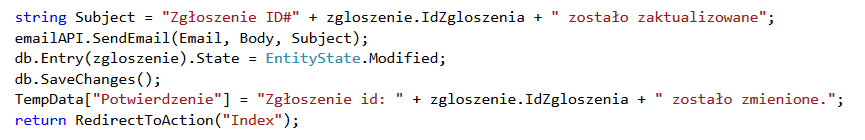 string Subject = "Zgłoszenie ID#" + zgloszenie.IdZgloszenia + " zostało zaktualizowane";
emailAPI.SendEmail(Email, Body, Subject);
db.Entry(zgloszenie).State = EntityState.Modified;
db.SaveChanges();
TempData["Potwierdzenie"] = "Zgłoszenie id: " + zgloszenie.IdZgloszenia + " zostało zmienione.";
return RedirectToAction("Index");